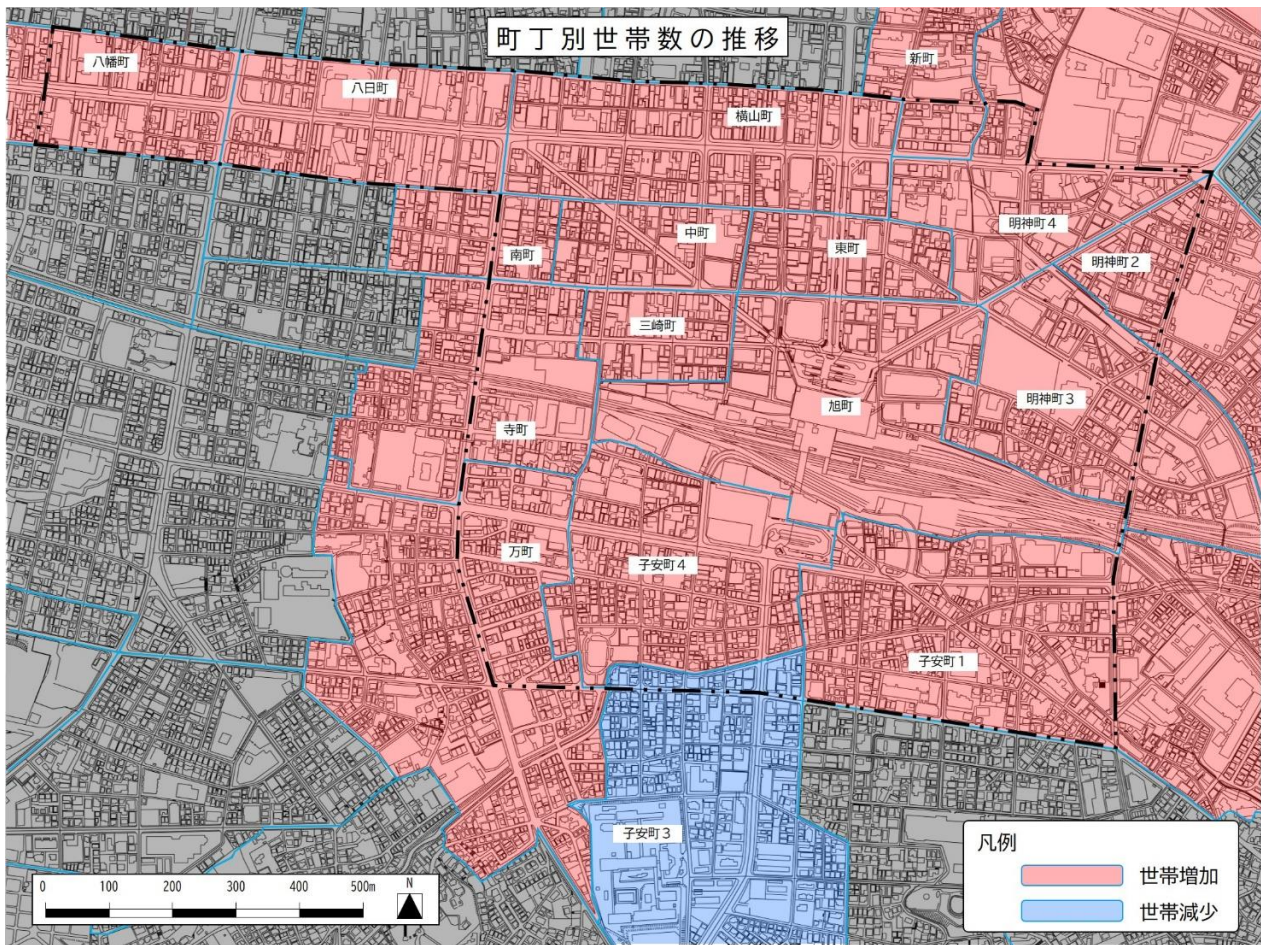 町丁別世帯数の推移
新町
八幡町
八日町
横山町
明神町4
中町
東町
南町
明神町2
三崎町
明神町3
旭町
寺町
万町
子安町4
子安町1
子安町3
凡例
世帯増加
世帯減少
0 100 200 300 400 500m
N